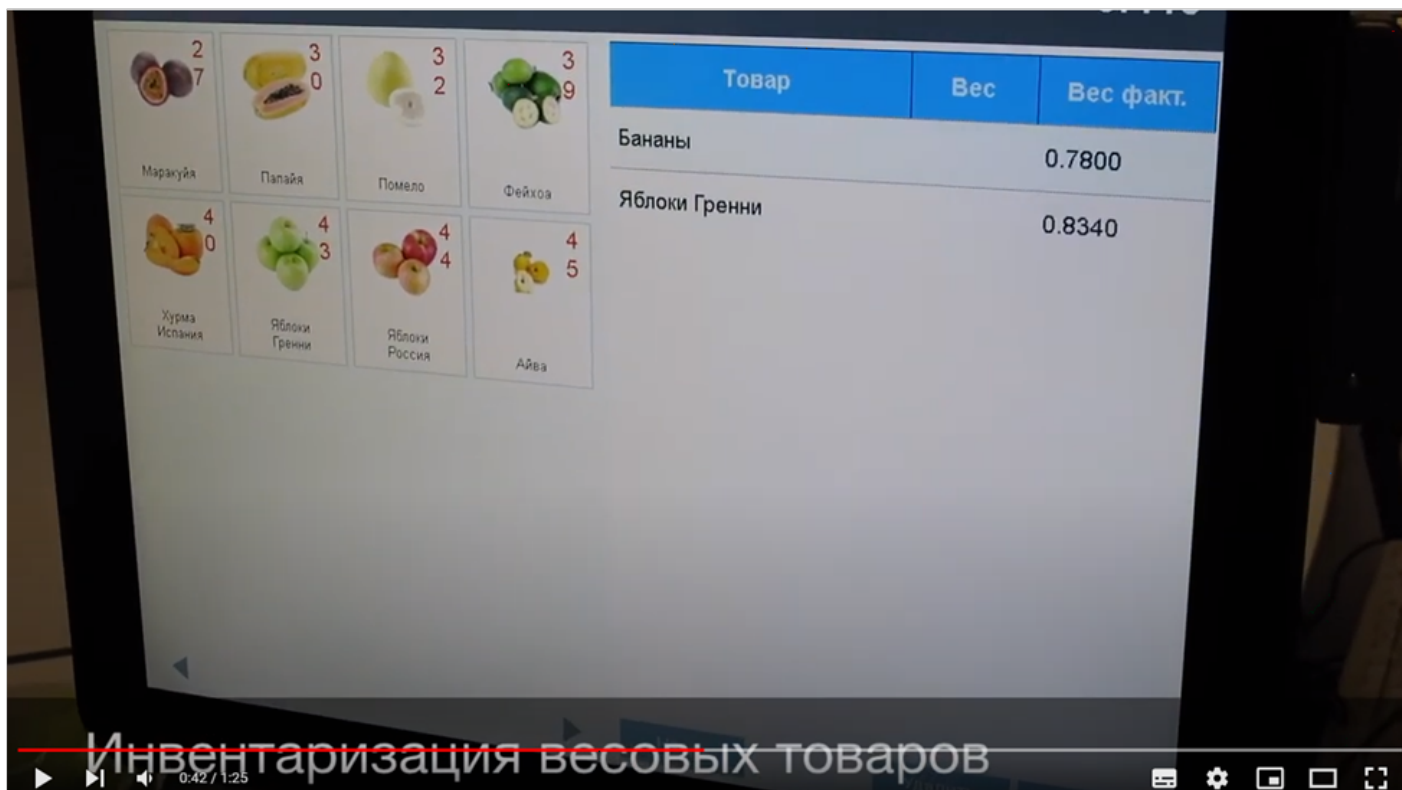 2
7
Маракуйя
3
0
Папайя
3
2
Помело
3
9
Фейхоа
4
0
Хурма
Испания
4
3
Яблоки
Гренни
4
4
Яблоки
Россия
4
5
Айва
Товар Вес Вес факт.
Бананы 0.7800
Яблоки Гренни 0.8340
Инвентаризация весовых товаров
0:42 / 1:25